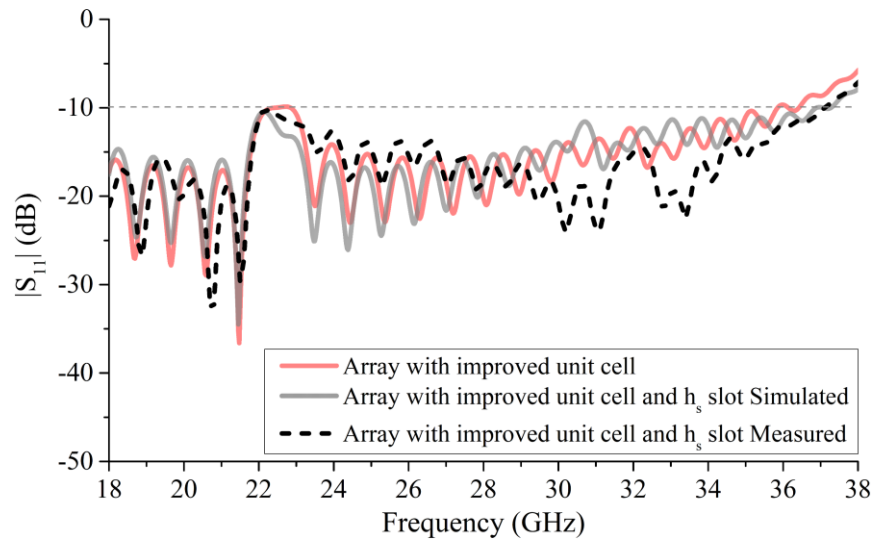 0
-10
-20
-30
-40
-50
|S₁₁| (dB)
Array with improved unit cell
Array with improved unit cell and hₛ slot Simulated
Array with improved unit cell and hₛ slot Measured
18 20 22 24 26 28 30 32 34 36 38
Frequency (GHz)